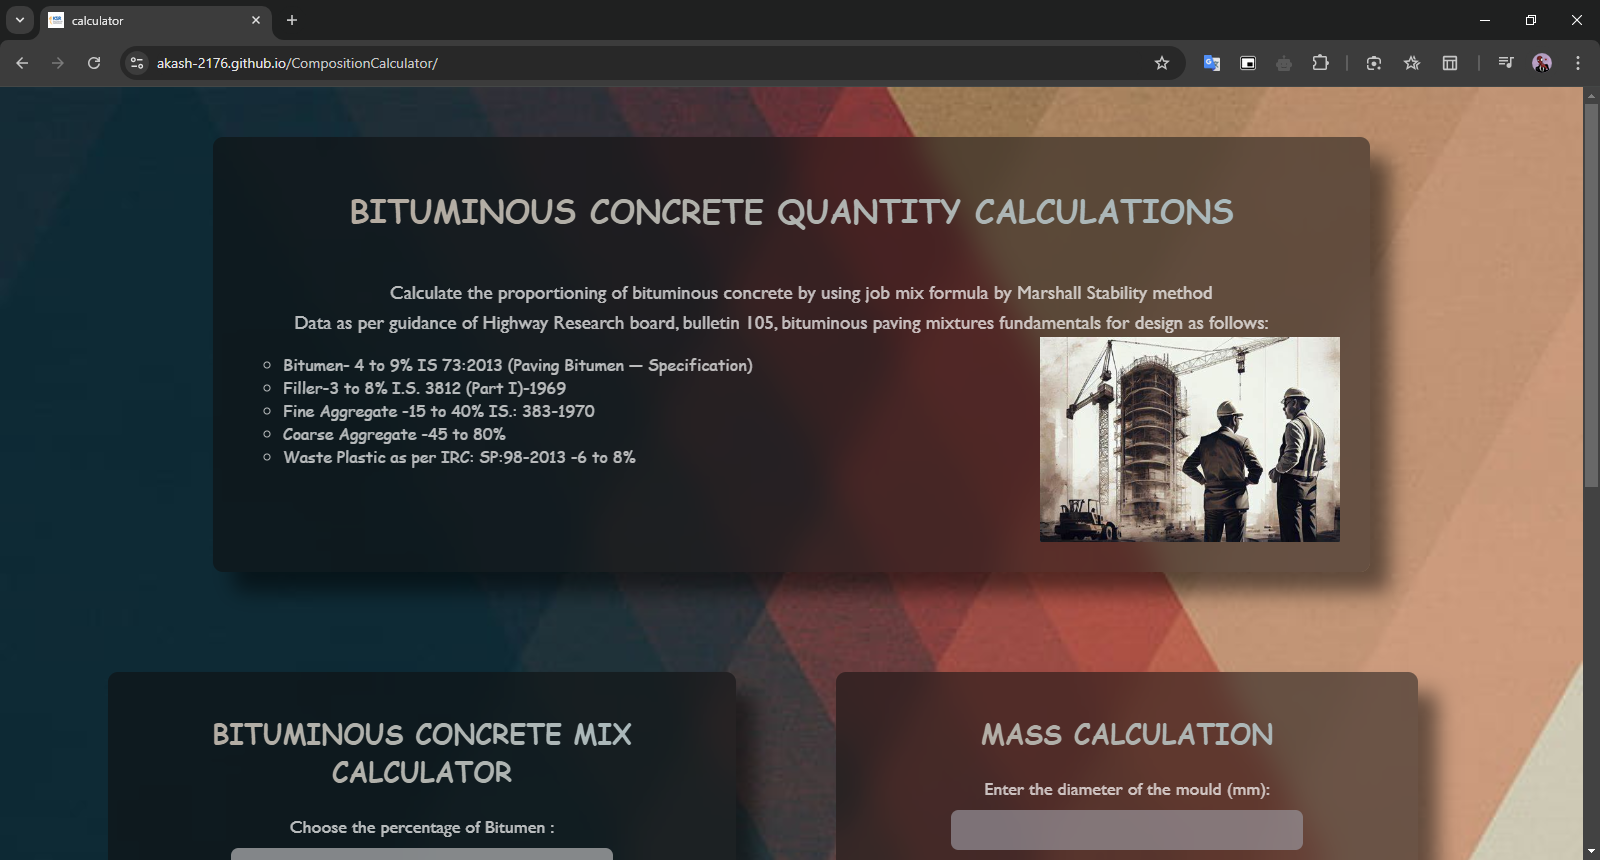 calculator
akash-2176.github.io/CompositionCalculator/
BITUMINOUS CONCRETE QUANTITY CALCULATIONS
Calculate the proportioning of bituminous concrete by using job mix formula by Marshall Stability method
Data as per guidance of Highway Research board, bulletin 105, bituminous paving mixtures fundamentals for design as follows:
Bitumen- 4 to 9% IS 73:2013 (Paving Bitumen — Specification)
Filler-3 to 8% I.S. 3812 (Part I)-1969
Fine Aggregate -15 to 40% IS.: 383-1970
Coarse Aggregate -45 to 80%
Waste Plastic as per IRC: SP:98-2013 -6 to 8%
BITUMINOUS CONCRETE MIX
CALCULATOR
Choose the percentage of Bitumen :
MASS CALCULATION
Enter the diameter of the mould (mm):